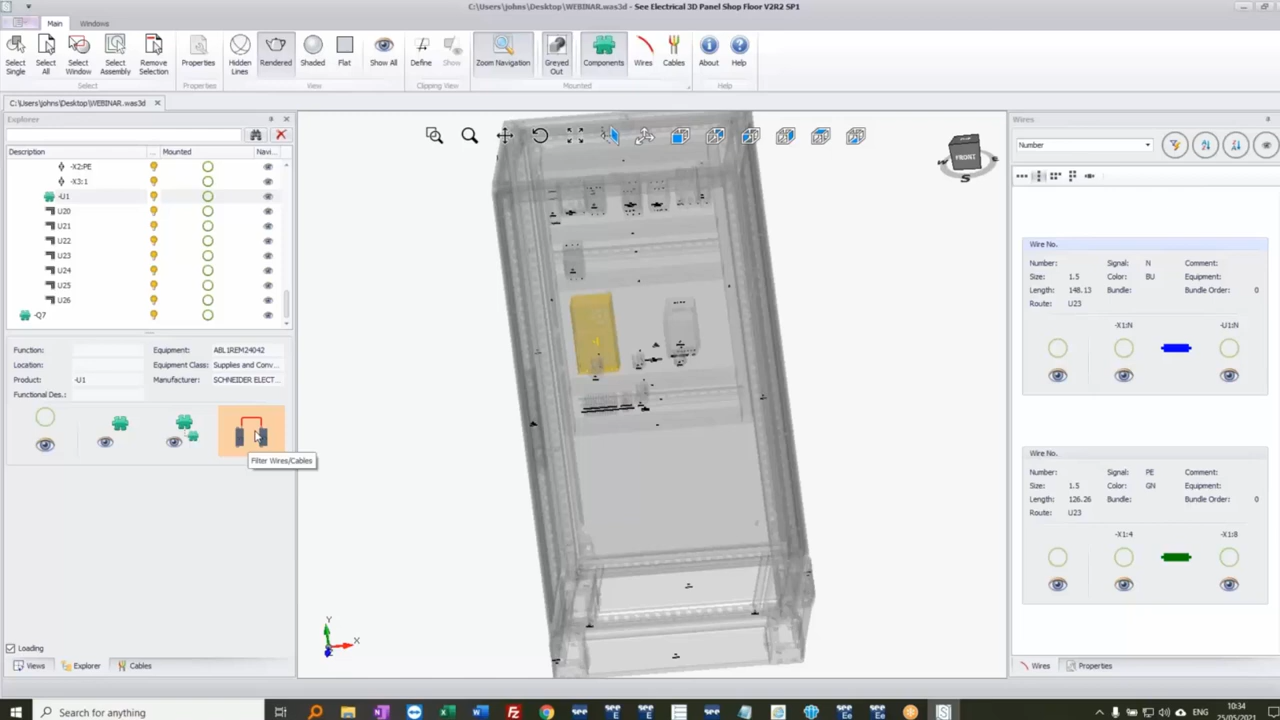 C:\Users\johns\Desktop\WEBINAR.was3d - See Electrical 3D Panel Shop Floor V2R2 SP1
Main Windows
Select Single
Select All
Select Window
Select Assembly
Remove Selection
Properties
Hidden Lines
Rendered
Shaded
Flat
Show All
Define
Show
Zoom Navigation
Greyed Out
Components
Wires
Cables
About
Help
Select Properties View Clipping View Mounted Help
C:\Users\johns\Desktop\WEBINAR.was3d
Explorer
Description ... Mounted Navi...
-X2:PE
-X3:1
-U1
U20
U21
U22
U23
U24
U25
U26
-Q7
Function: Equipment: ABL1REM24042
Location: Equipment Class: Supplies and Conv...
Product: -U1 Manufacturer: SCHNEIDER ELECT...
Functional Des.:
Filter Wires/Cables
Loading
Views Explorer Cables
FRONT
S
Y
X
Z
Wires
Number
Wire No.
Number: Signal: N Comment:
Size: 1.5 Color: BU Equipment:
Length: 148.13 Bundle: Bundle Order: 0
Route: U23
-X1:N -U1:N
Wire No.
Number: Signal: PE Comment:
Size: 1.5 Color: GN Equipment:
Length: 126.26 Bundle: Bundle Order: 0
Route: U23
-X1:4 -X1:8
Wires Properties
Search for anything
ENG
10:34
25/05/2021